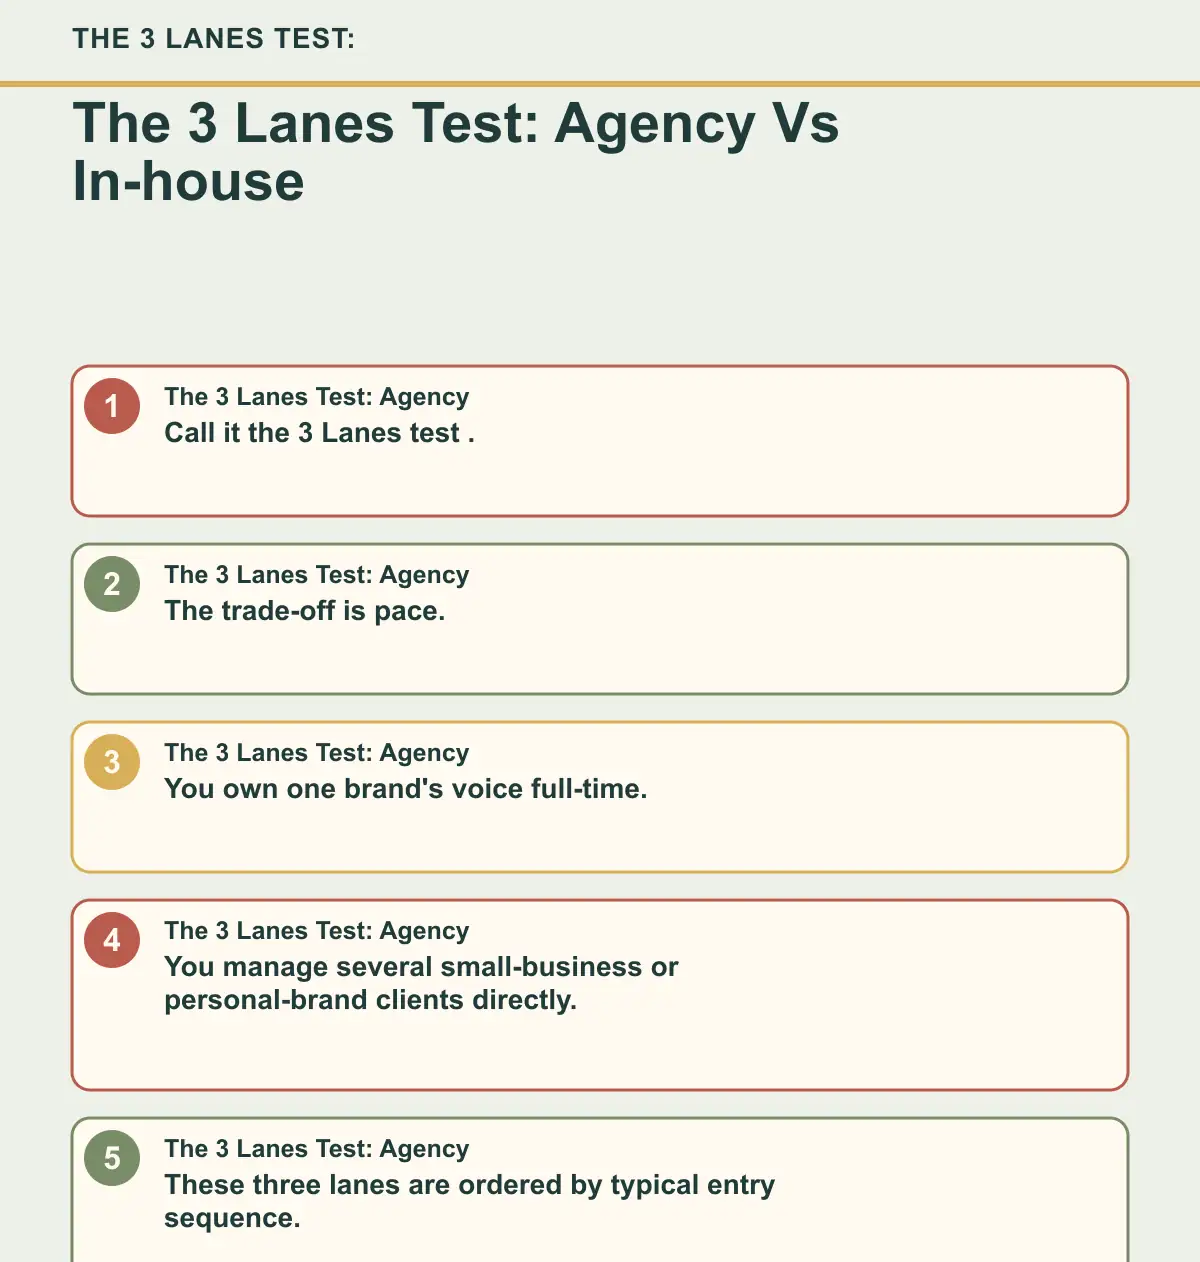 THE 3 LANES TEST:
The 3 Lanes Test: Agency Vs
In-house
1
The 3 Lanes Test: Agency
Call it the 3 Lanes test .
2
The 3 Lanes Test: Agency
The trade-off is pace.
3
The 3 Lanes Test: Agency
You own one brand's voice full-time.
4
The 3 Lanes Test: Agency
You manage several small-business or
personal-brand clients directly.
5
The 3 Lanes Test: Agency
These three lanes are ordered by typical entry
sequence.